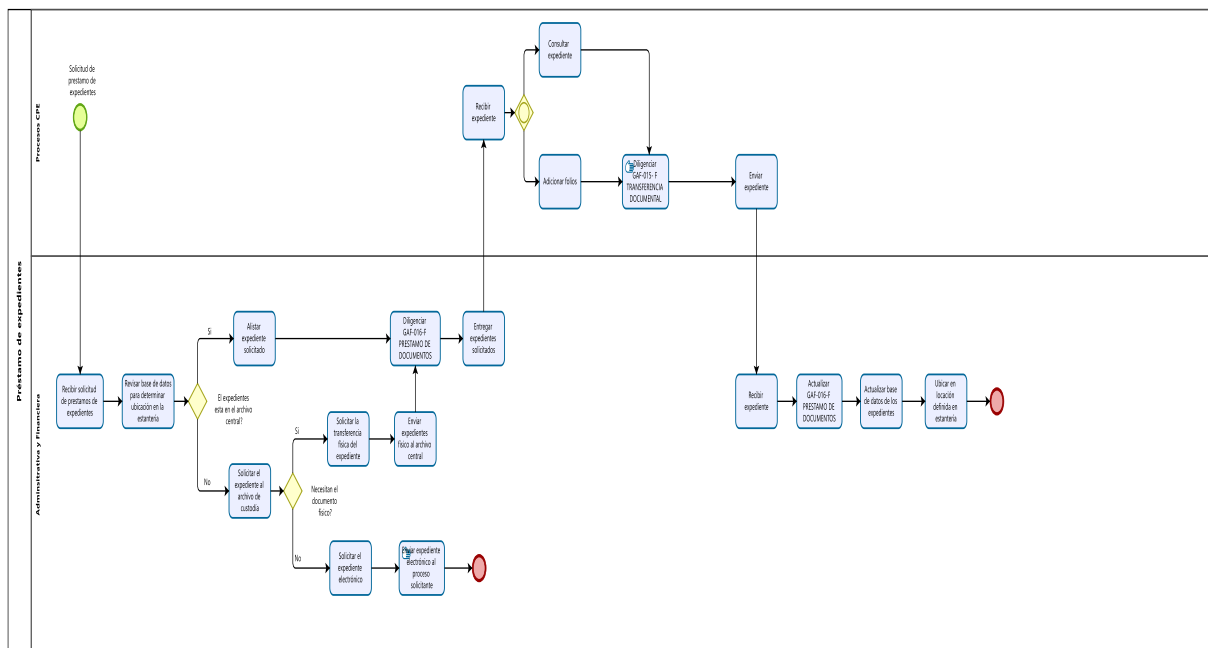 Préstamo de expedientes
Procesos CPE
Solicitud de
prestamo de
expedientes
Recibir
expediente
Consultar
expediente
Adicionar folios
Diligenciar
GAF-015- F
TRANSFERENCIA
DOCUMENTAL
Enviar
expediente
Adminsitrativa y Financiera
Recibir solicitud
de prestamos de
expedientes
Revisar base de datos
para determinar
ubicación en la
estantería
El expedientes
esta en el archivo
central?
Si
Alistar
expediente
solicitado
No
Solicitar el
expediente al
archivo de
custodia
Necesitan el
documento
físico?
Si
Solicitar la
transferencia
física del
expediente
Enviar
expedientes
físico al archivo
central
Diligenciar
GAF-016-F
PRESTAMO DE
DOCUMENTOS
Entregar
expedientes
solicitados
No
Solicitar el
expediente
electrónico
Enviar expediente
electrónico al
proceso
solicitante
Recibir
expediente
Actualizar
GAF-016-F
PRESTAMO DE
DOCUMENTOS
Actualizar base
de datos de los
expedientes
Ubicar en
locación
definida en
estantería